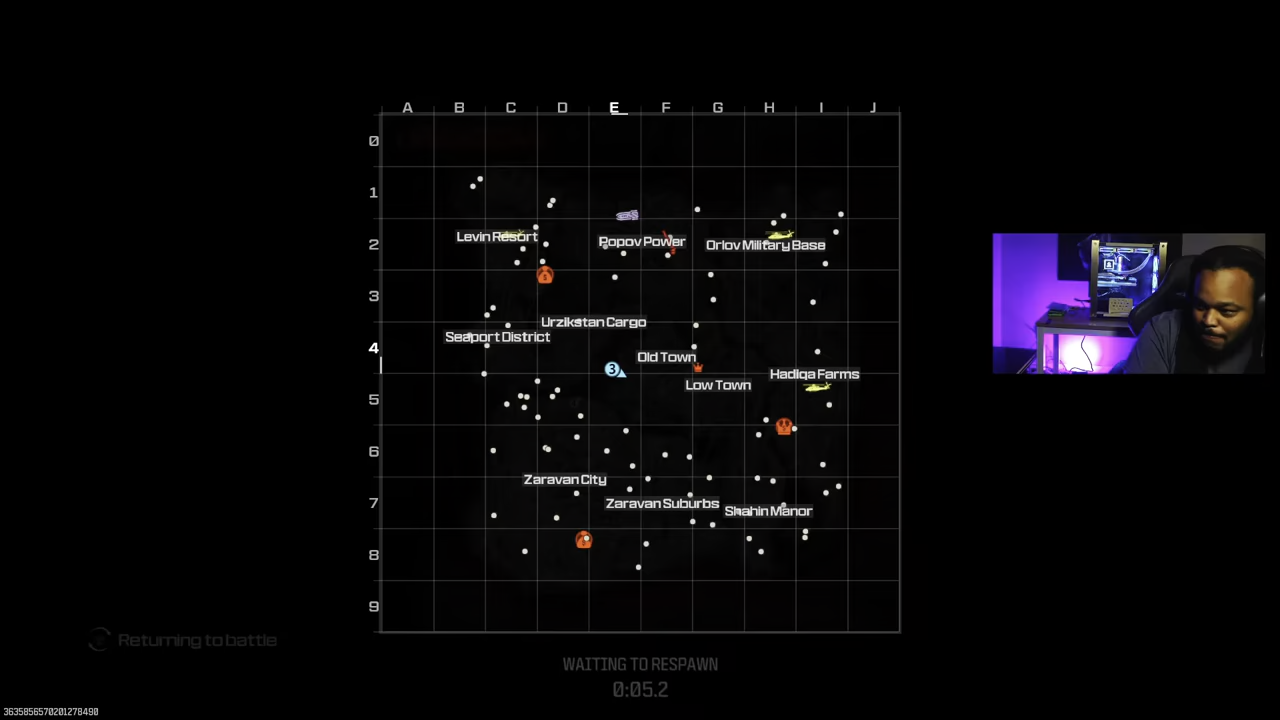 A B C D E F G H I J
0
1
2
3
4
5
6
7
8
9
Levin Resort
Popov Power
Orlov Military Base
Urzikstan Cargo
Seaport District
Old Town
3
Hadiqa Farms
Low Town
Zaravan City
Zaravan Suburbs
Shahin Manor
Returning to battle
WAITING TO RESPAWN
0:05.2
3635856570201278490